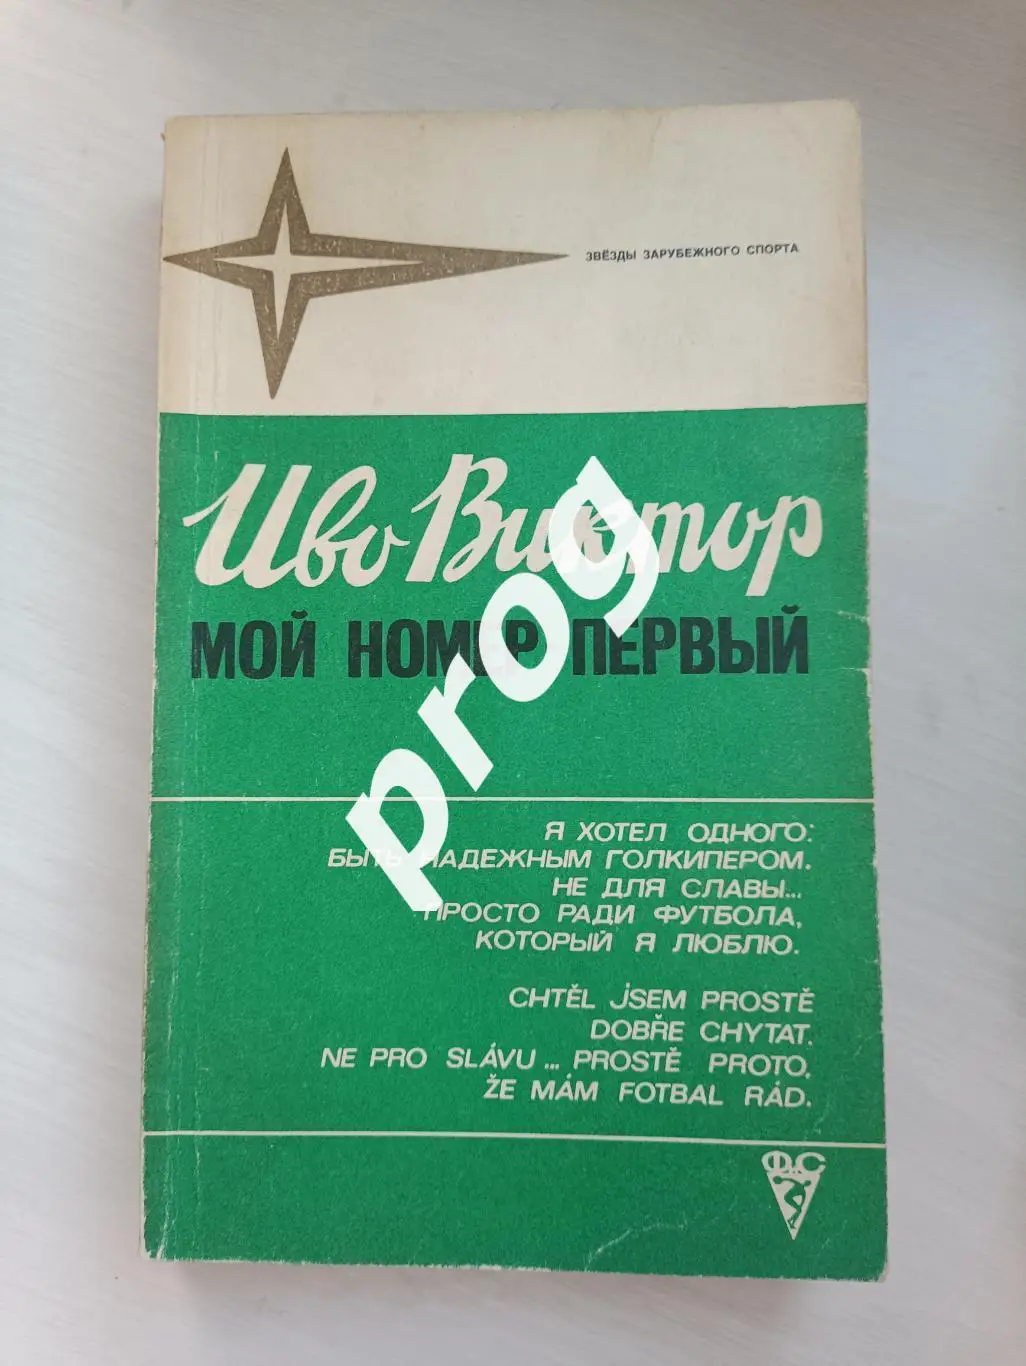 ЗВЁЗДЫ ЗАРУБЕЖНОГО СПОРТА
Иво Виктор
МОЙ НОМЕР ПЕРВЫЙ
prog
Я ХОТЕЛ ОДНОГО:
БЫТЬ НАДЕЖНЫМ ГОЛКИПЕРОМ.
НЕ ДЛЯ СЛАВЫ...
ПРОСТО РАДИ ФУТБОЛА,
КОТОРЫЙ Я ЛЮБЛЮ.
CHTĚL JSEM PROSTĚ
DOBŘE CHYTAT.
NE PRO SLÁVU ... PROSTĚ PROTO,
ŽE MÁM FOTBAL RÁD.
ФиС